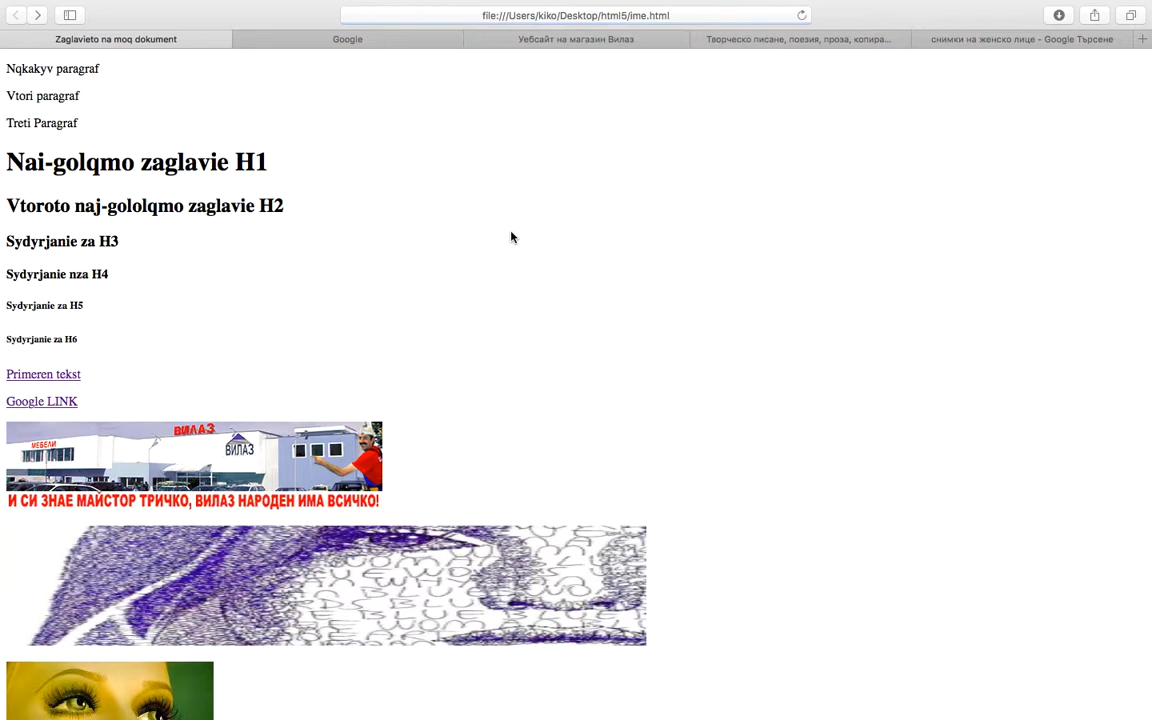 file:///Users/kiko/Desktop/html5/ime.html
Zaglavieto na moq dokument
Google
Уебсайт на магазин Вилаз
Творческо писане, поезия, проза, копира...
снимки на женско лице - Google Търсене
Nqkakyv paragraf
Vtori paragraf
Treti Paragraf
Nai-golqmo zaglavie H1
Vtoroto naj-gololqmo zaglavie H2
Sydyrjanie za H3
Sydyrjanie nza H4
Sydyrjanie za H5
Sydyrjanie za H6
Primeren tekst
Google LINK
ВИЛАЗ
МЕБЕЛИ
ВИЛАЗ
И СИ ЗНАЕ МАЙСТОР ТРИЧКО, ВИЛАЗ НАРОДЕН ИМА ВСИЧКО!